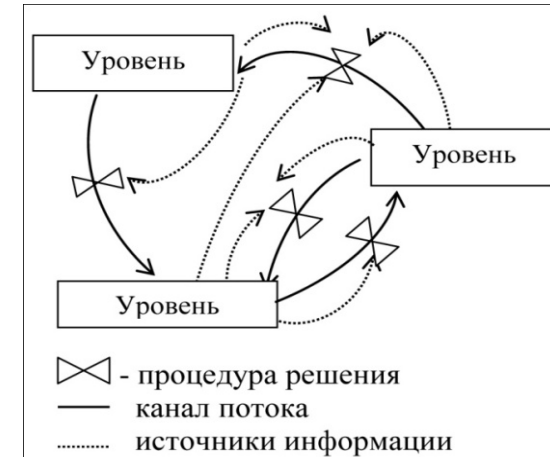 Уровень
Уровень
Уровень
- процедура решения
канал потока
источники информации